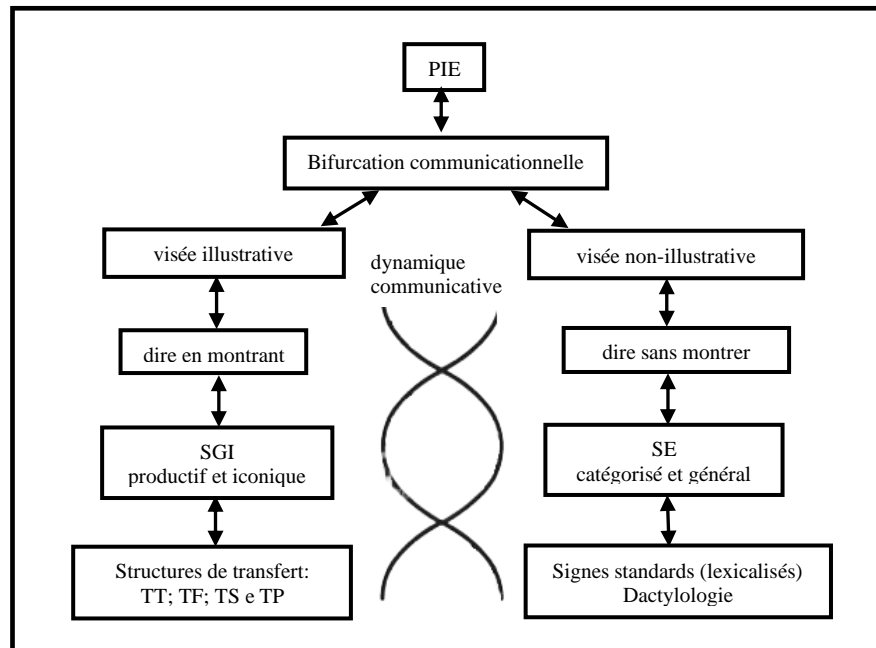 PIE
Bifurcation communicationnelle
visée illustrative
dynamique
communicative
visée non-illustrative
dire en montrant
dire sans montrer
SGI
productif et iconique
SE
catégorisé et général
Structures de transfert:
TT; TF; TS e TP
Signes standards (lexicalisés)
Dactylologie